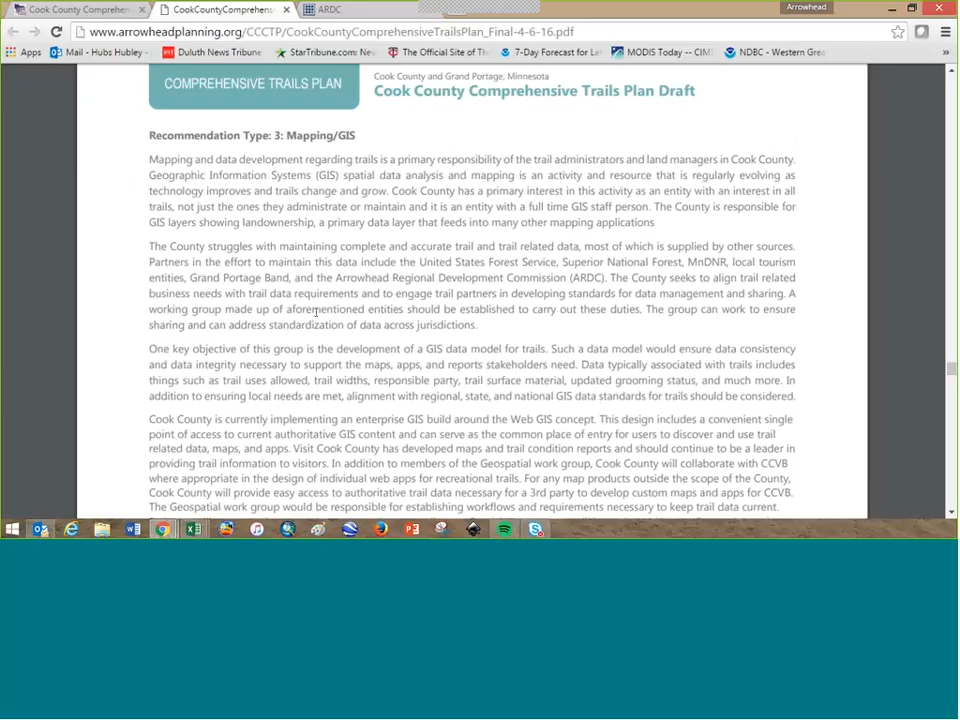 Arrowhead
Cook County Comprehen
CookCountyComprehens
ARDC
www.arrowheadplanning.org/CCCTP/CookCountyComprehensiveTrailsPlan_Final-4-6-16.pdf
Apps
Mail - Hubs Hubley -
Duluth News Tribune
StarTribune.com: New
The Official Site of Th
7-Day Forecast for La
MODIS Today -- CIM
NDBC - Western Grea
»
COMPREHENSIVE TRAILS PLAN
Cook County and Grand Portage, Minnesota
Cook County Comprehensive Trails Plan Draft
Recommendation Type: 3: Mapping/GIS
Mapping and data development regarding trails is a primary responsibility of the trail administrators and land managers in Cook County.
Geographic Information Systems (GIS) spatial data analysis and mapping is an activity and resource that is regularly evolving as
technology improves and trails change and grow. Cook County has a primary interest in this activity as an entity with an interest in all
trails, not just the ones they administrate or maintain and it is an entity with a full time GIS staff person. The County is responsible for
GIS layers showing landownership, a primary data layer that feeds into many other mapping applications
The County struggles with maintaining complete and accurate trail and trail related data, most of which is supplied by other sources.
Partners in the effort to maintain this data include the United States Forest Service, Superior National Forest, MnDNR, local tourism
entities, Grand Portage Band, and the Arrowhead Regional Development Commission (ARDC). The County seeks to align trail related
business needs with trail data requirements and to engage trail partners in developing standards for data management and sharing. A
working group made up of aforementioned entities should be established to carry out these duties. The group can work to ensure
sharing and can address standardization of data across jurisdictions.
One key objective of this group is the development of a GIS data model for trails. Such a data model would ensure data consistency
and data integrity necessary to support the maps, apps, and reports stakeholders need. Data typically associated with trails includes
things such as trail uses allowed, trail widths, responsible party, trail surface material, updated grooming status, and much more. In
addition to ensuring local needs are met, alignment with regional, state, and national GIS data standards for trails should be considered.
Cook County is currently implementing an enterprise GIS build around the Web GIS concept. This design includes a convenient single
point of access to current authoritative GIS content and can serve as the common place of entry for users to discover and use trail
related data, maps, and apps. Visit Cook County has developed maps and trail condition reports and should continue to be a leader in
providing trail information to visitors. In addition to members of the Geospatial work group, Cook County will collaborate with CCVB
where appropriate in the design of individual web apps for recreational trails. For any map products outside the scope of the County,
Cook County will provide easy access to authoritative trail data necessary for a 3rd party to develop custom maps and apps for CCVB.
The Geospatial work group would be responsible for establishing workflows and requirements necessary to keep trail data current.